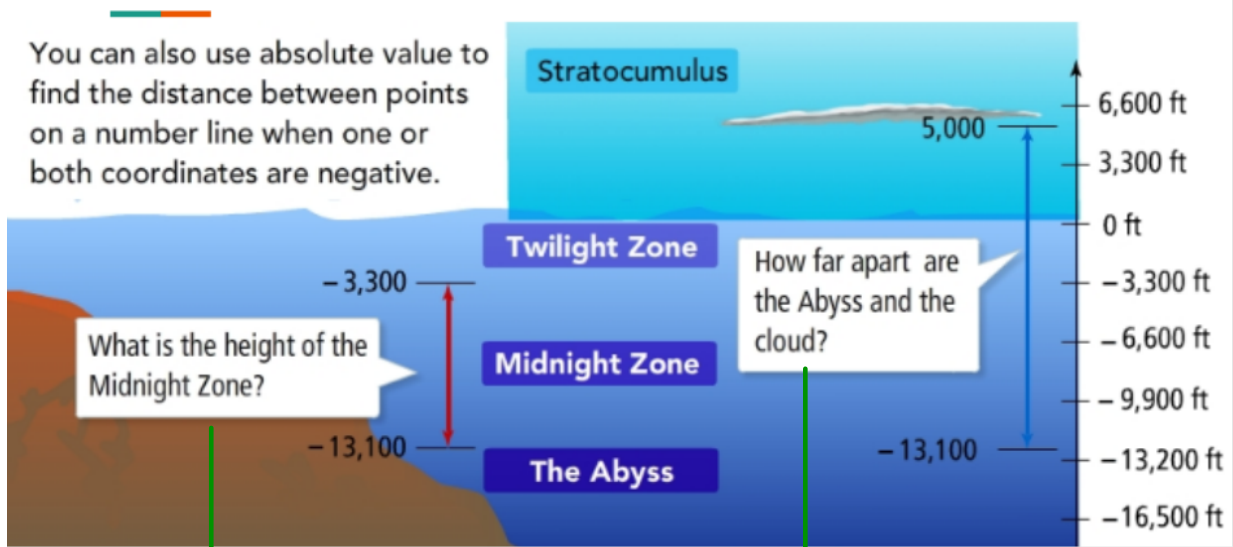 You can also use absolute value to
find the distance between points
on a number line when one or
both coordinates are negative.
Stratocumulus
5,000
6,600 ft
3,300 ft
0 ft
Twilight Zone
– 3,300
How far apart are
the Abyss and the
cloud?
– 3,300 ft
What is the height of the
Midnight Zone?
Midnight Zone
– 6,600 ft
– 9,900 ft
– 13,100
The Abyss
– 13,100
– 13,200 ft
– 16,500 ft